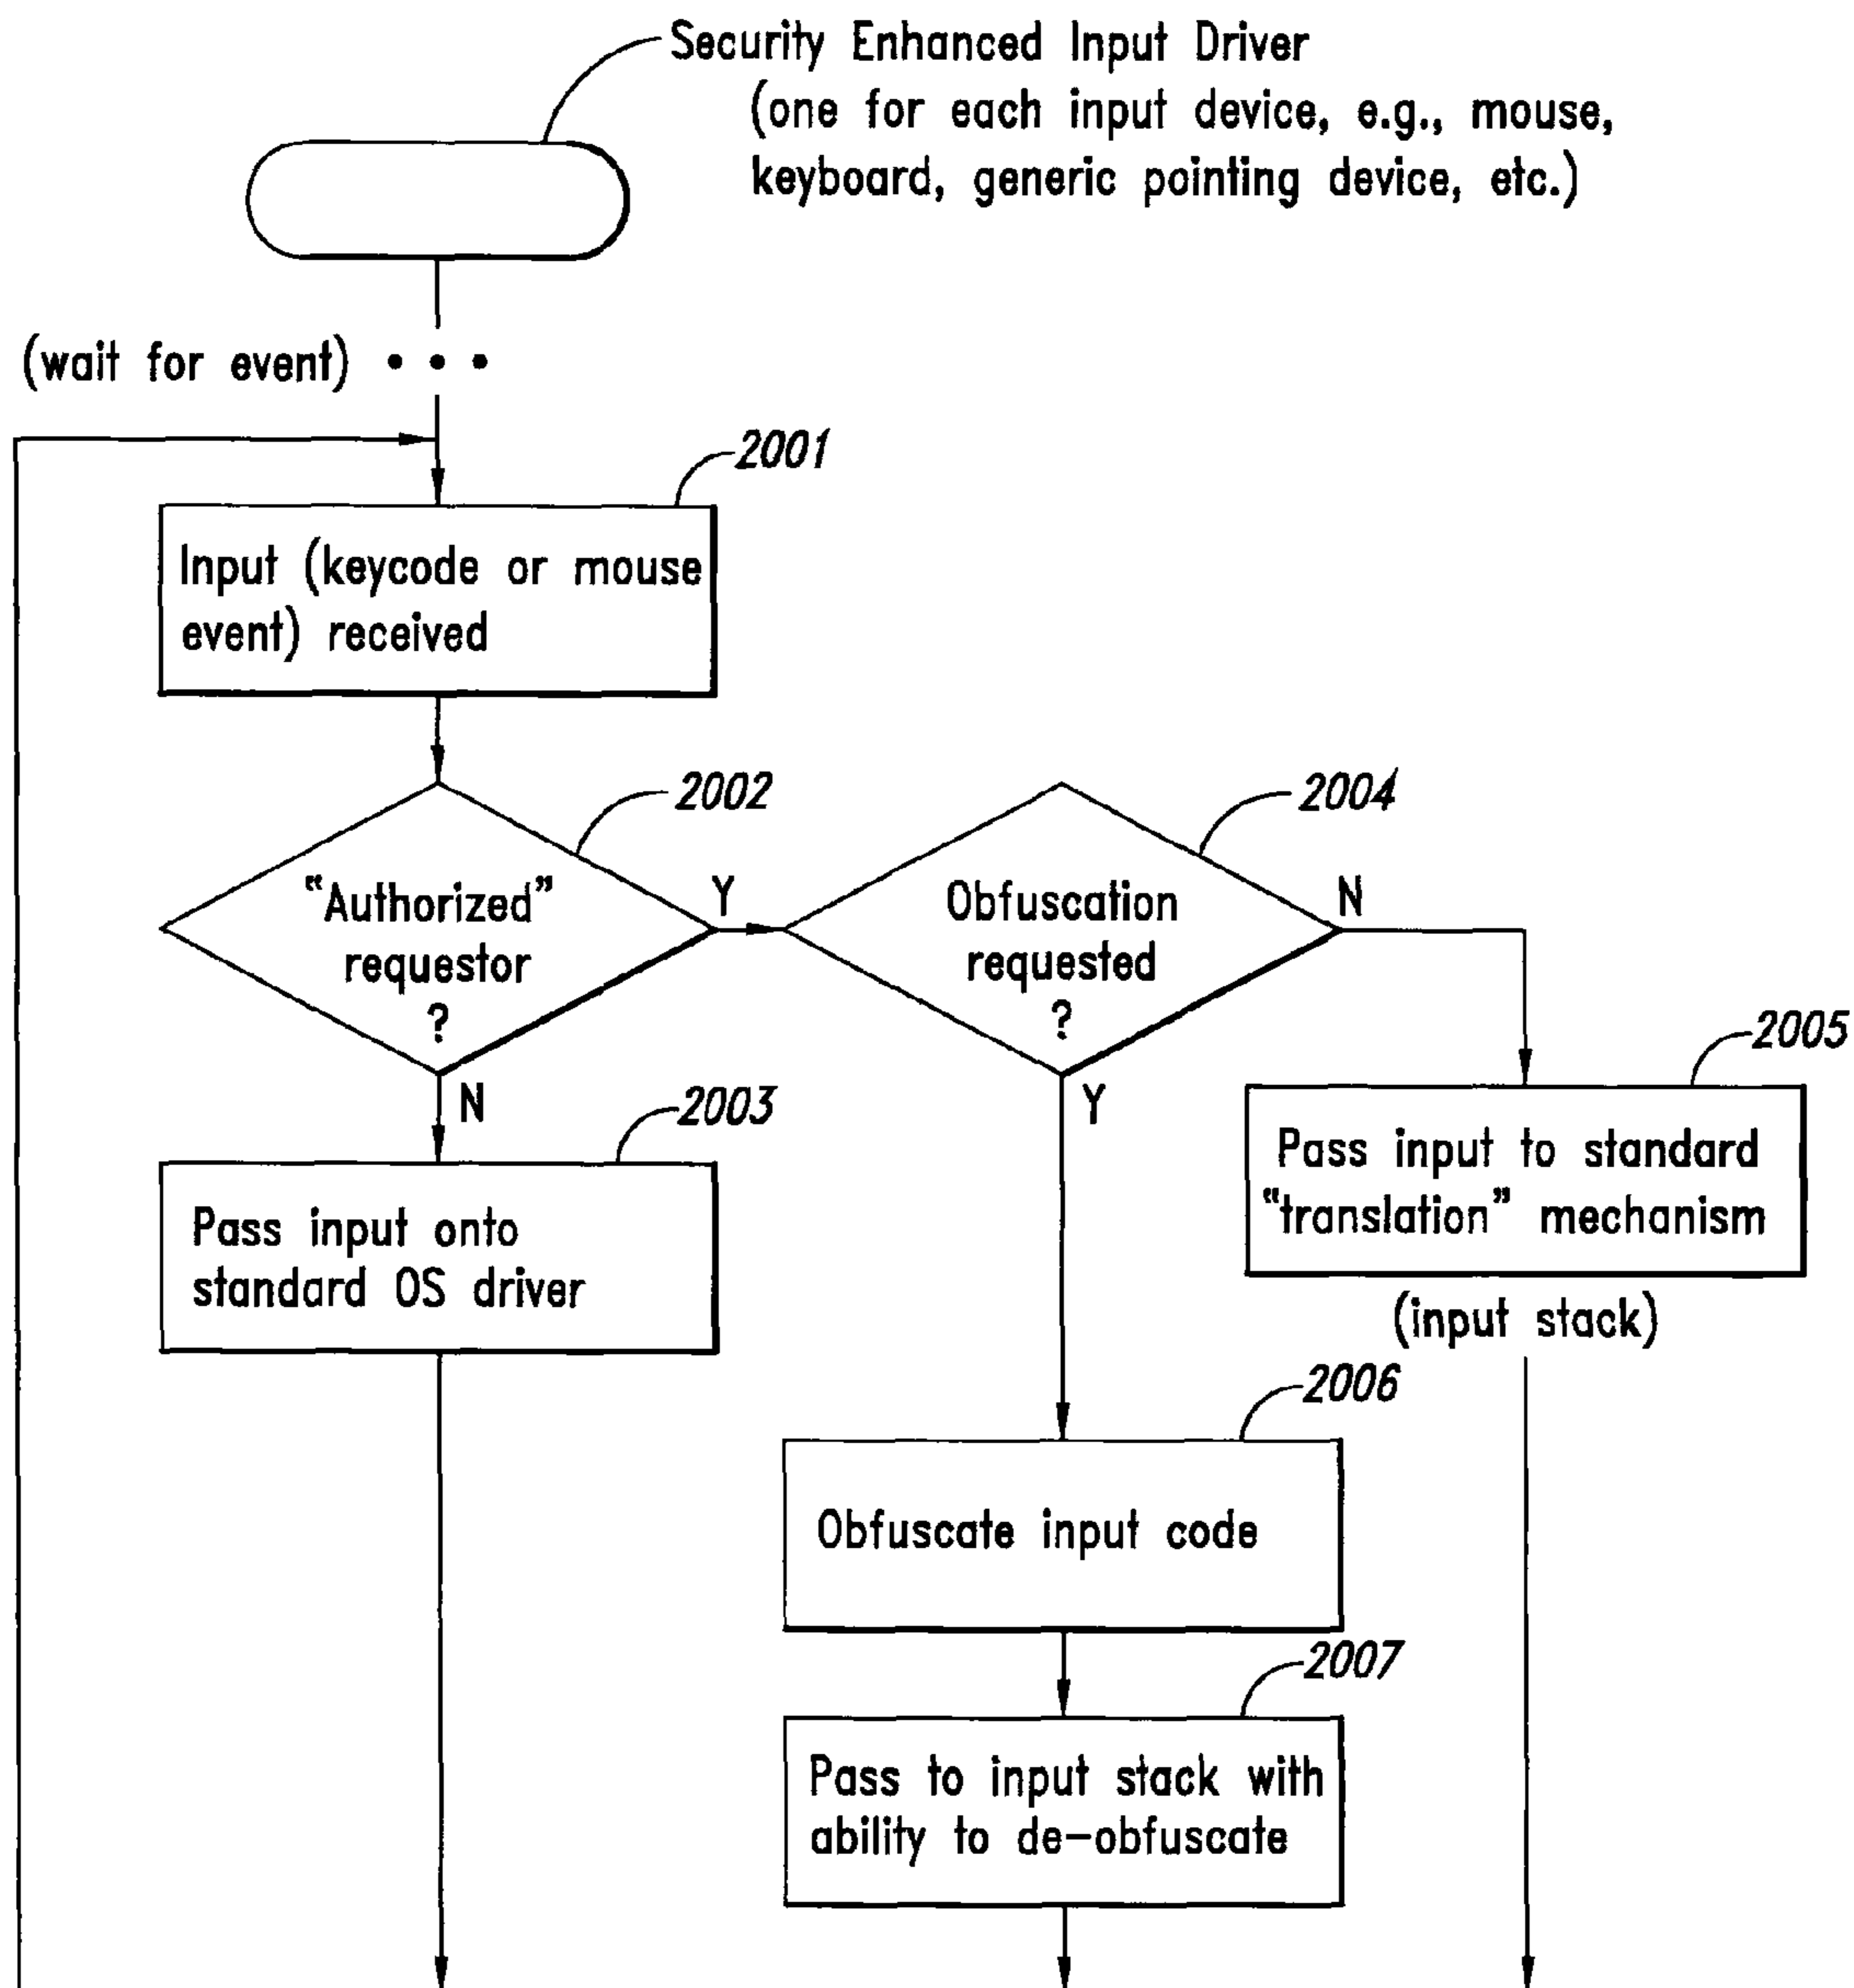 Security Enhanced Input Driver
(one for each input device, e.g., mouse,
keyboard, generic pointing device, etc.)
(wait for event) • • •
2001
Input (keycode or mouse
event) received
2002
"Authorized"
requestor
?
Y
N
2004
Obfuscation
requested
?
N
Y
2003
Pass input onto
standard OS driver
2005
Pass input to standard
"translation" mechanism
(input stack)
2006
Obfuscate input code
2007
Pass to input stack with
ability to de-obfuscate